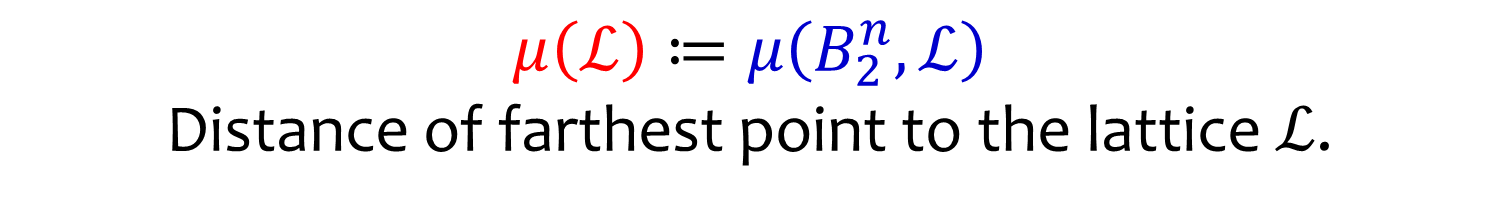 μ(ℒ) ≔ μ(B₂ⁿ, ℒ)
Distance of farthest point to the lattice ℒ.